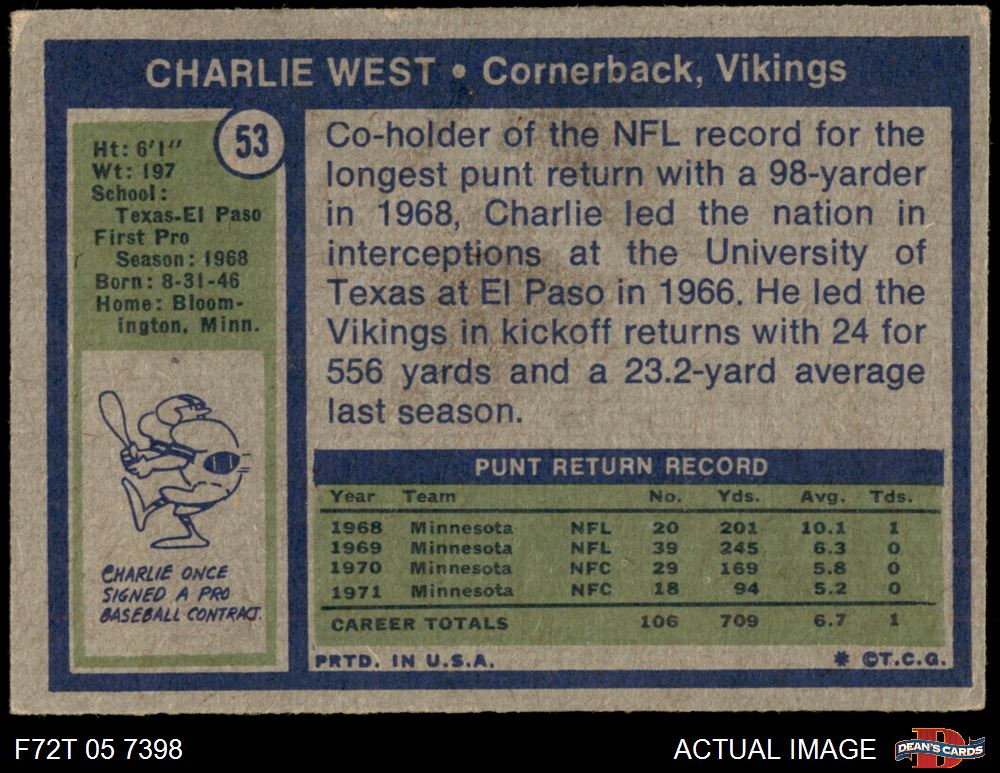 CHARLIE WEST • Cornerback, Vikings
53
Ht: 6'1"
Wt: 197
School:
Texas-El Paso
First Pro
Season: 1968
Born: 8-31-46
Home: Bloom-
ington, Minn.
CHARLIE ONCE
SIGNED A PRO
BASEBALL CONTRACT.
Co-holder of the NFL record for the
longest punt return with a 98-yarder
in 1968, Charlie led the nation in
interceptions at the University of
Texas at El Paso in 1966. He led the
Vikings in kickoff returns with 24 for
556 yards and a 23.2-yard average
last season.
PUNT RETURN RECORD
Year Team No. Yds. Avg. Tds.
1968 Minnesota NFL 20 201 10.1 1
1969 Minnesota NFL 39 245 6.3 0
1970 Minnesota NFC 29 169 5.8 0
1971 Minnesota NFC 18 94 5.2 0
CAREER TOTALS 106 709 6.7 1
PRTD. IN U.S.A. * ©T.C.G.
F72T 05 7398 ACTUAL IMAGE D DEAN'S CARDS